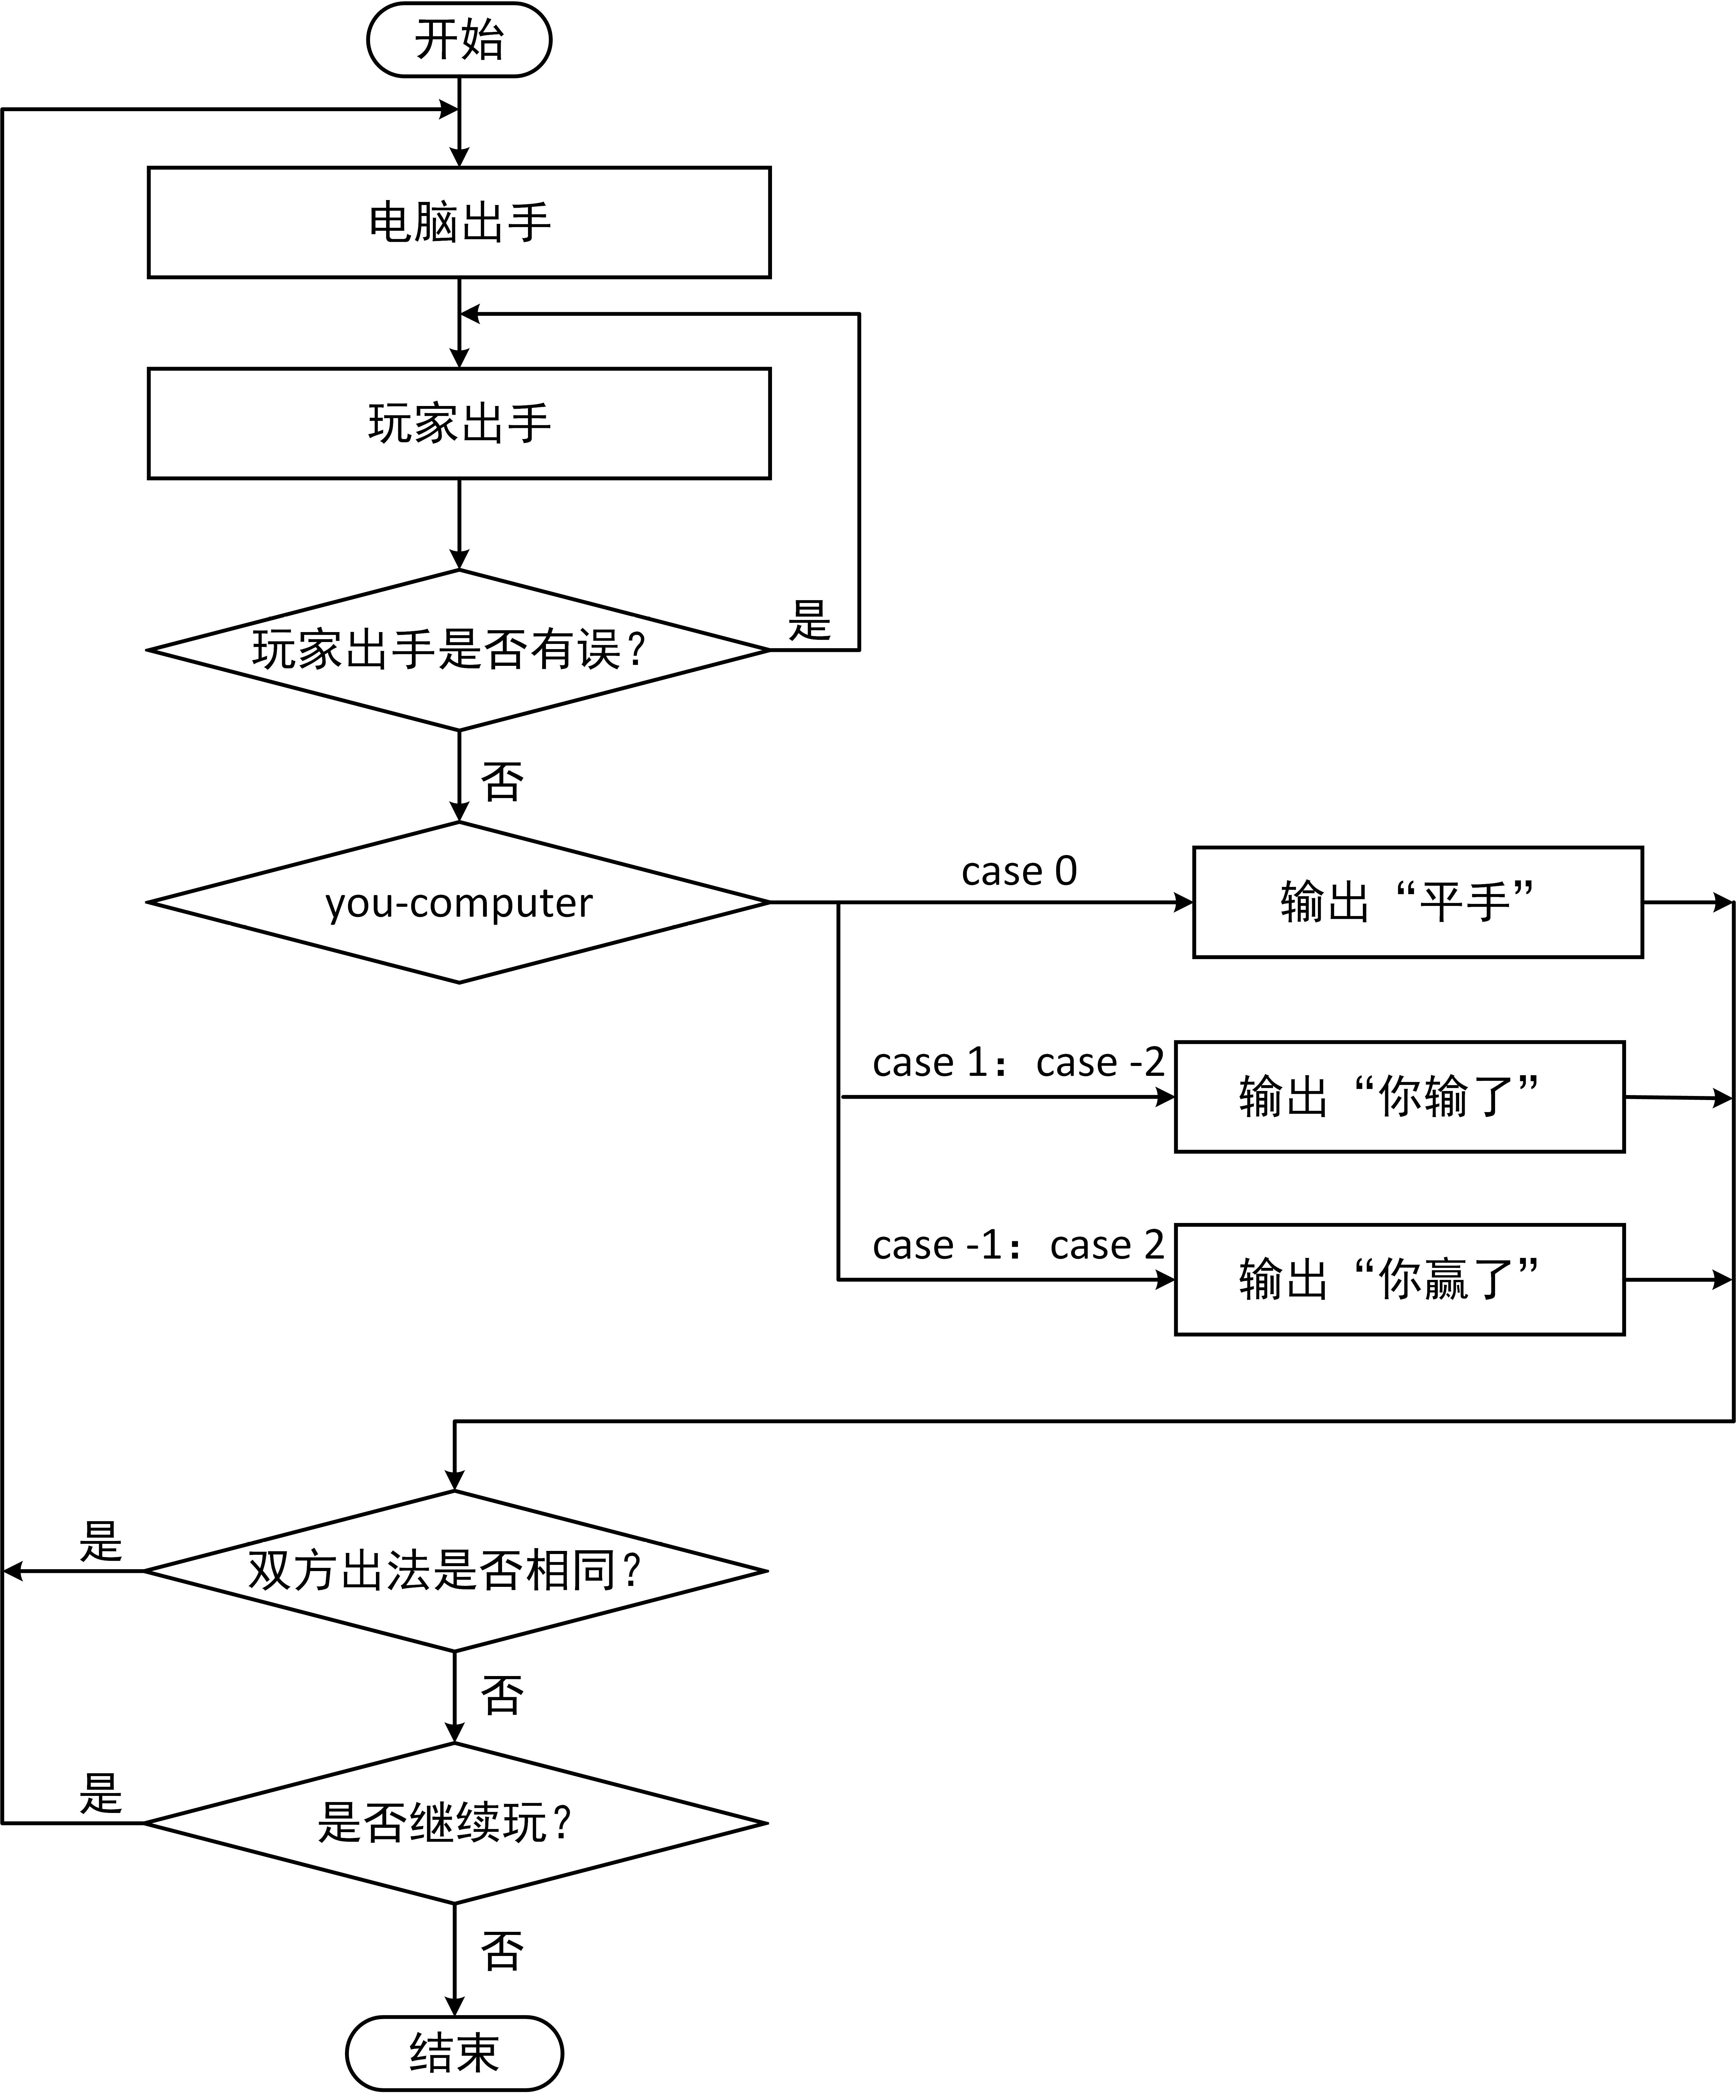 开始
电脑出手
玩家出手
玩家出手是否有误?
是
否
you-computer
case 0
输出 “平手”
case 1：case -2
输出 “你输了”
case -1：case 2
输出 “你赢了”
双方出法是否相同?
是
否
是否继续玩?
是
否
结束